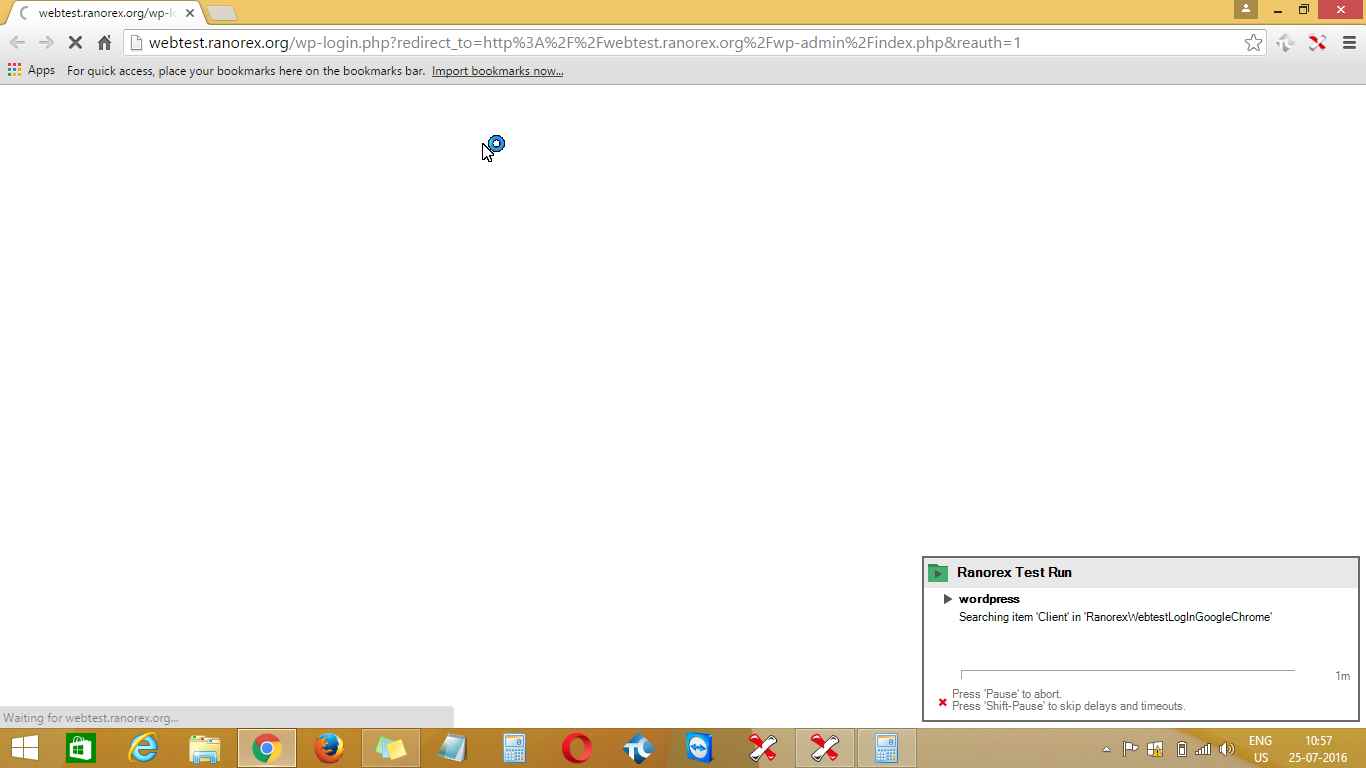 webtest.ranorex.org/wp-l
webtest.ranorex.org/wp-login.php?redirect_to=http%3A%2F%2Fwebtest.ranorex.org%2Fwp-admin%2Findex.php&reauth=1
Apps For quick access, place your bookmarks here on the bookmarks bar. Import bookmarks now...
Ranorex Test Run
wordpress
Searching item 'Client' in 'RanorexWebtestLogInGoogleChrome'
1m
Press 'Pause' to abort.
Press 'Shift-Pause' to skip delays and timeouts.
Waiting for webtest.ranorex.org...
ENG 10:57
US 25-07-2016